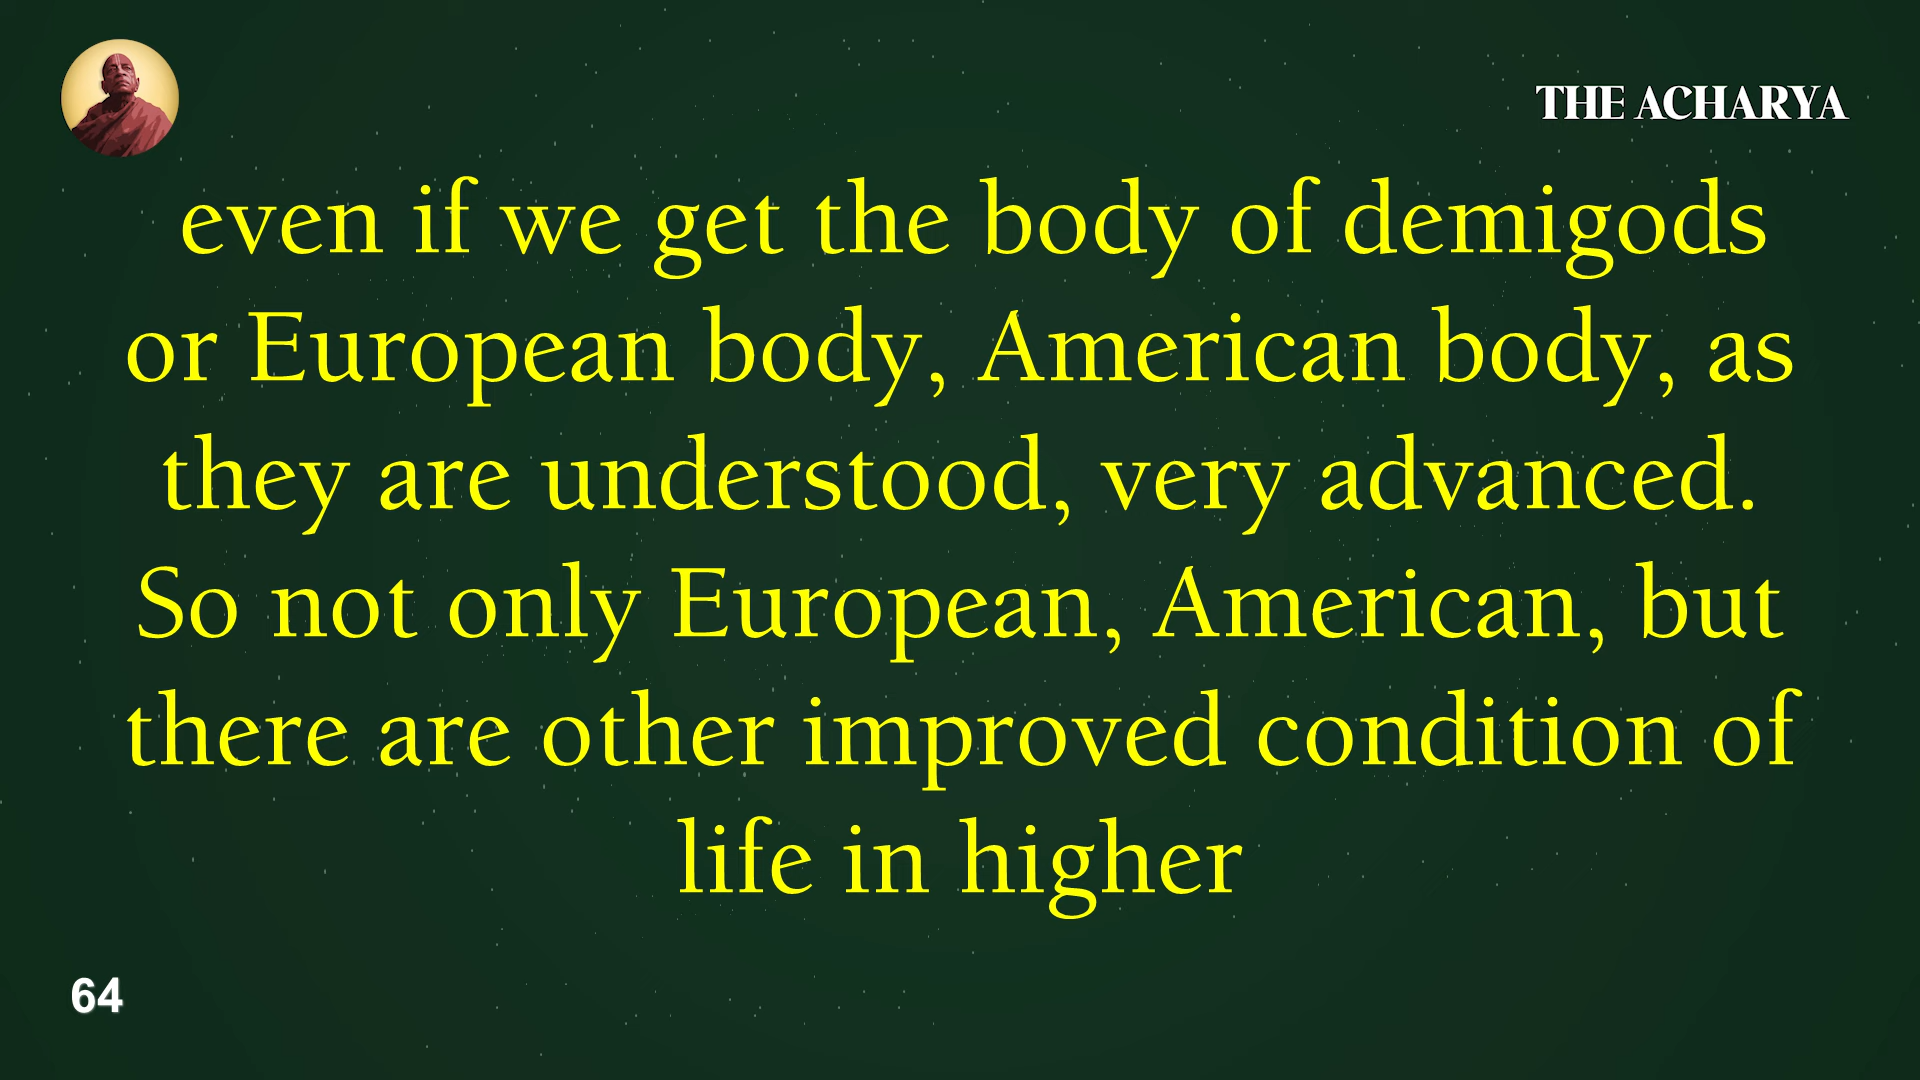 THE ACHARYA
even if we get the body of demigods
or European body, American body, as
they are understood, very advanced.
So not only European, American, but
there are other improved condition of
life in higher
64